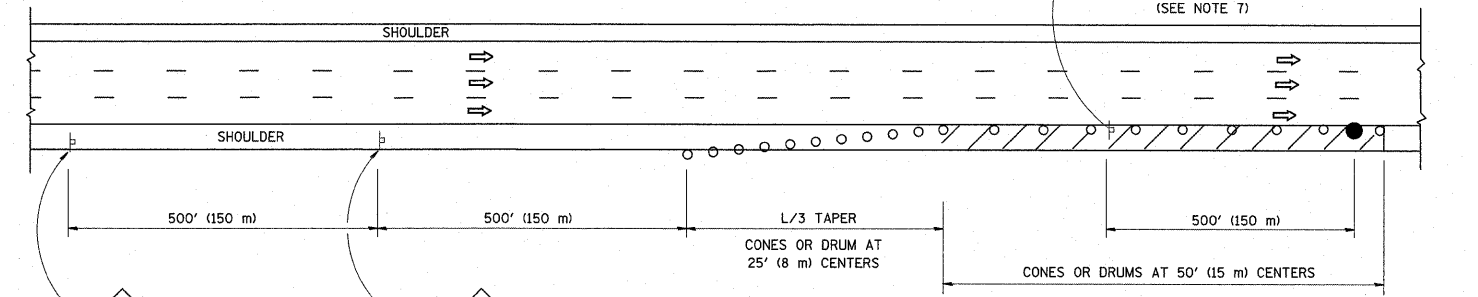 (SEE NOTE 7)
SHOULDER
SHOULDER
500' (150 m)
500' (150 m)
L/3 TAPER
500' (150 m)
CONES OR DRUM AT
25' (8 m) CENTERS
CONES OR DRUMS AT 50' (15 m) CENTERS